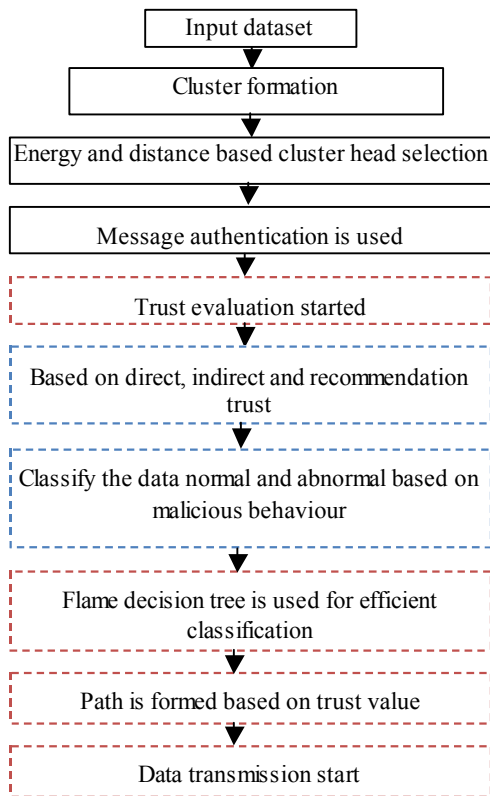 Input dataset
Cluster formation
Energy and distance based cluster head selection
Message authentication is used
Trust evaluation started
Based on direct, indirect and recommendation
trust
Classify the data normal and abnormal based on
malicious behaviour
Flame decision tree is used for efficient
classification
Path is formed based on trust value
Data transmission start